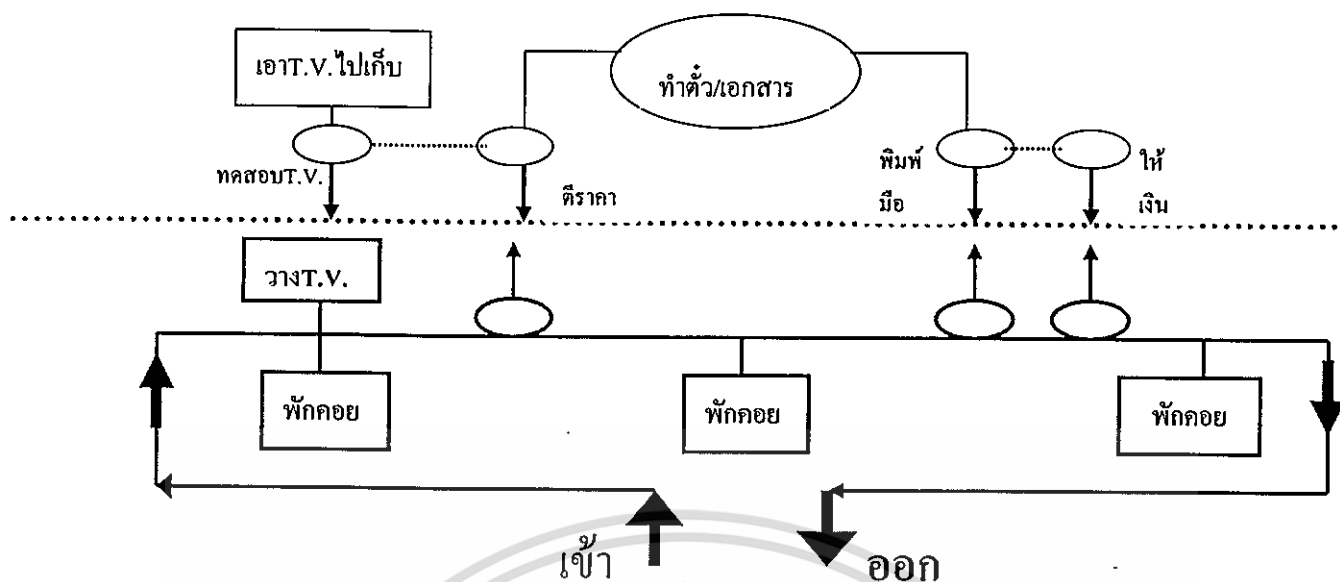 เอาT.V.ไปเก็บ
ทำตั๋ว/เอกสาร
ทดสอบT.V.
ตีราคา
พิมพ์
มือ
ให้
เงิน
วางT.V.
พักคอย
พักคอย
พักคอย
เข้า
ออก